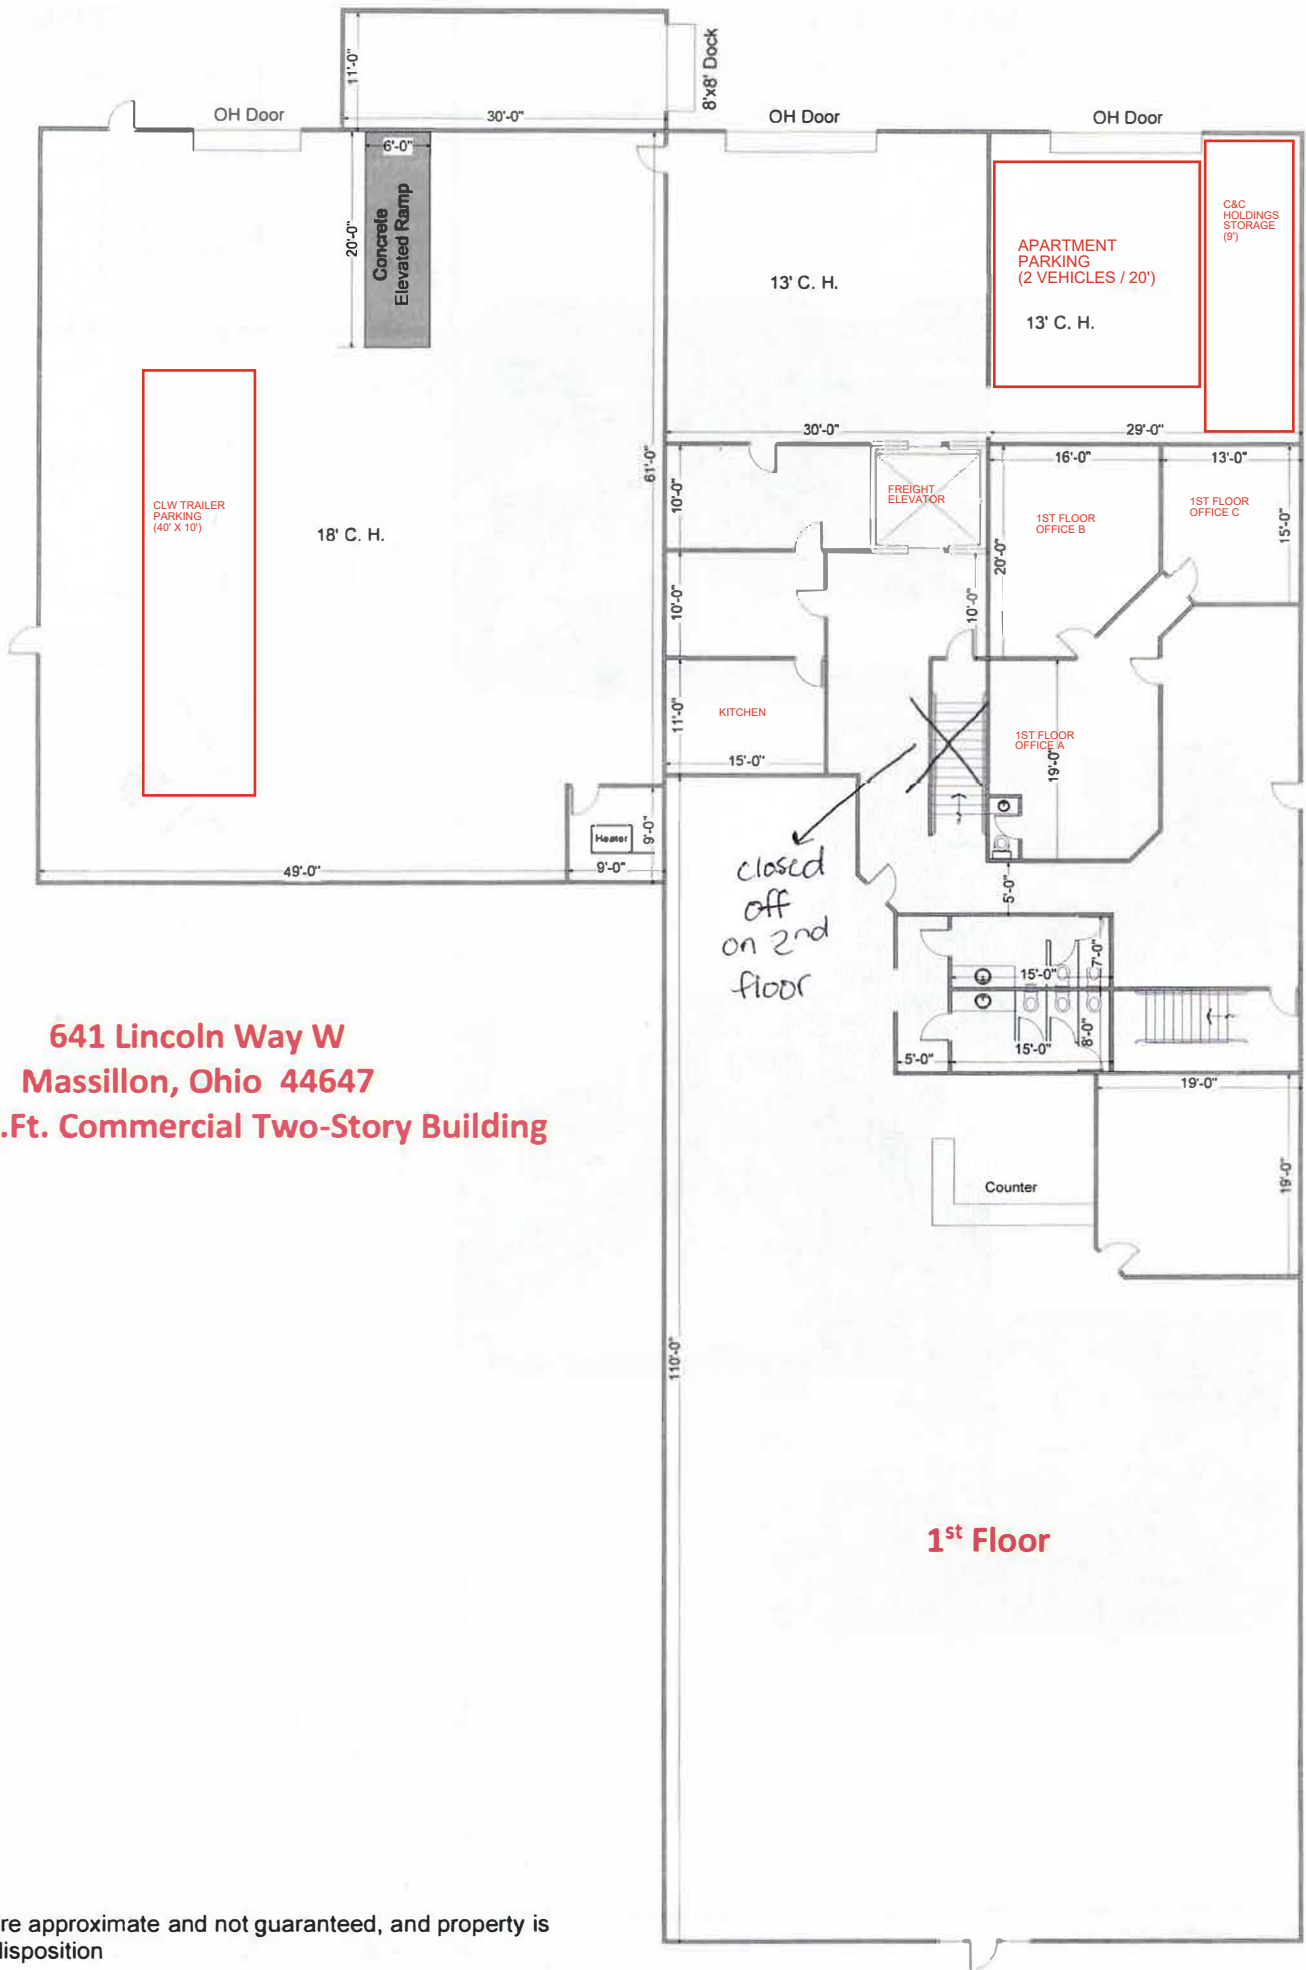 11'-0"
30'-0"
8'x8' Dock
OH Door
OH Door
OH Door
6'-0"
20'-0"
Concrete
Elevated Ramp
C&C
HOLDINGS
STORAGE
(9')
APARTMENT
PARKING
(2 VEHICLES / 20')
13' C. H.
13' C. H.
30'-0"
29'-0"
61'-0"
16'-0"
13'-0"
CLW TRAILER
PARKING
(40' X 10')
18' C. H.
10'-0"
FREIGHT
ELEVATOR
1ST FLOOR
OFFICE B
1ST FLOOR
OFFICE C
15'-0"
20'-0"
10'-0"
10'-0"
11'-0"
KITCHEN
15'-0"
1ST FLOOR
OFFICE A
19'-0"
Heater
9'-0"
49'-0"
9'-0"
closed
off
on 2nd
floor
5'-0"
7'-0"
15'-0"
15'-0"
8'-0"
5'-0"
641 Lincoln Way W
Massillon, Ohio 44647
.Ft. Commercial Two-Story Building
19'-0"
19'-0"
Counter
110'-0"
1st Floor
re approximate and not guaranteed, and property is
disposition